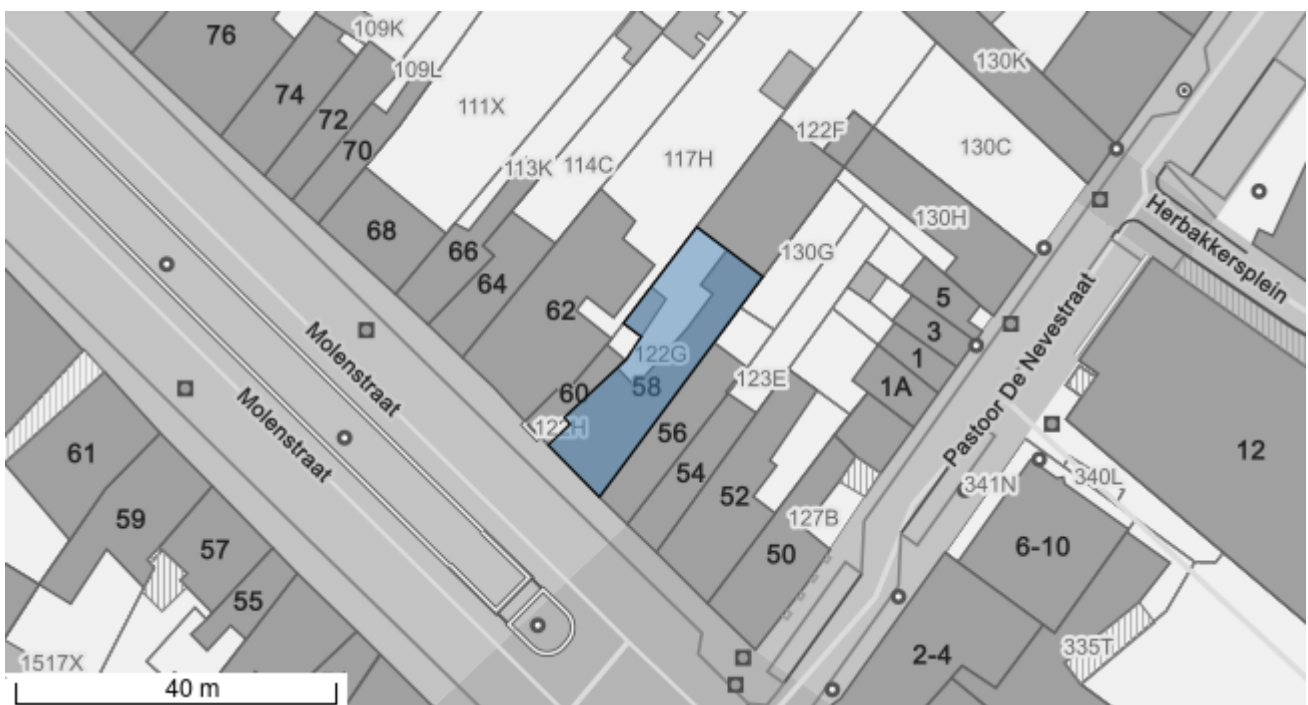 76
109K
109L
130K
74
72
70
111X
122F
130C
117H
113K
114C
68
66
64
130H
130G
Herbakkersplein
5
62
3
Molenstraat
122G
1
58
123E
1A
60
Pastoor De Nevestraat
122H
56
54
52
12
Molenstraat
61
59
57
55
127B
50
341N
340L
6-10
2-4
335T
1517X
40 m